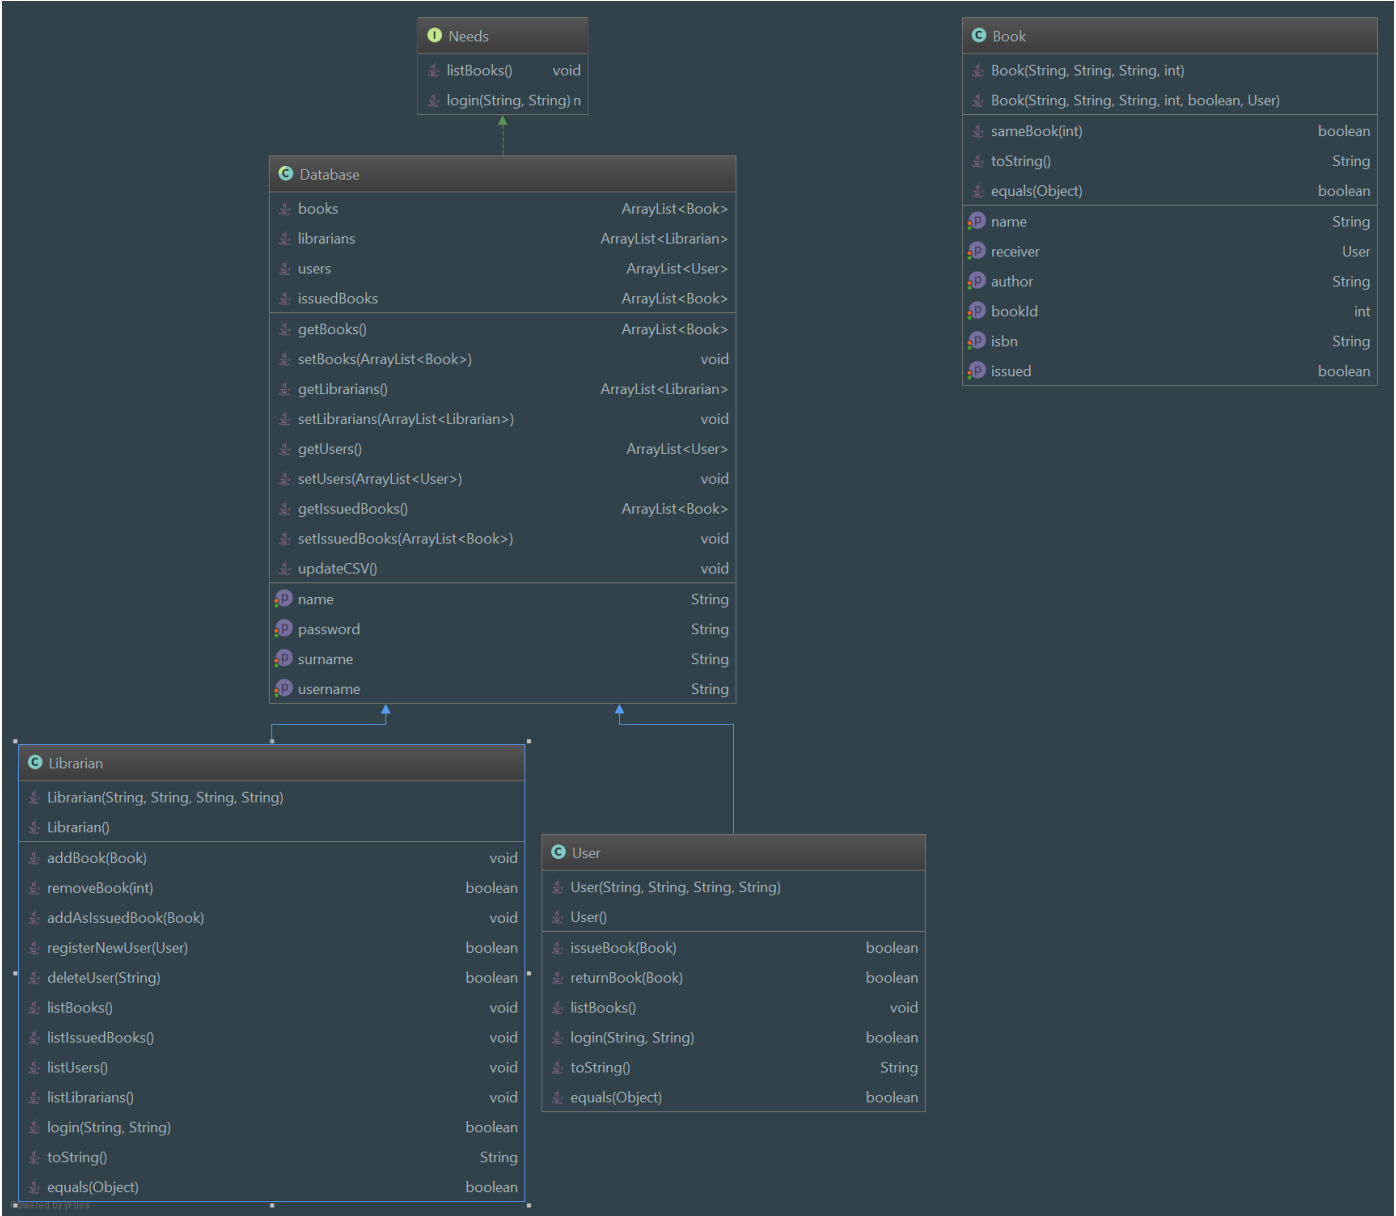 Needs
listBooks() void
login(String, String) n
Book
Book(String, String, String, int)
Book(String, String, String, int, boolean, User)
sameBook(int) boolean
toString() String
equals(Object) boolean
name String
receiver User
author String
bookId int
isbn String
issued boolean
Database
books ArrayList<Book>
librarians ArrayList<Librarian>
users ArrayList<User>
issuedBooks ArrayList<Book>
getBooks() ArrayList<Book>
setBooks(ArrayList<Book>) void
getLibrarians() ArrayList<Librarian>
setLibrarians(ArrayList<Librarian>) void
getUsers() ArrayList<User>
setUsers(ArrayList<User>) void
getIssuedBooks() ArrayList<Book>
setIssuedBooks(ArrayList<Book>) void
updateCSV() void
name String
password String
surname String
username String
Librarian
Librarian(String, String, String, String)
Librarian()
addBook(Book) void
removeBook(int) boolean
addAsIssuedBook(Book) void
registerNewUser(User) boolean
deleteUser(String) boolean
listBooks() void
listIssuedBooks() void
listUsers() void
listLibrarians() void
login(String, String) boolean
toString() String
equals(Object) boolean
User
User(String, String, String, String)
User()
issueBook(Book) boolean
returnBook(Book) boolean
listBooks() void
login(String, String) boolean
toString() String
equals(Object) boolean
Powered by yFiles